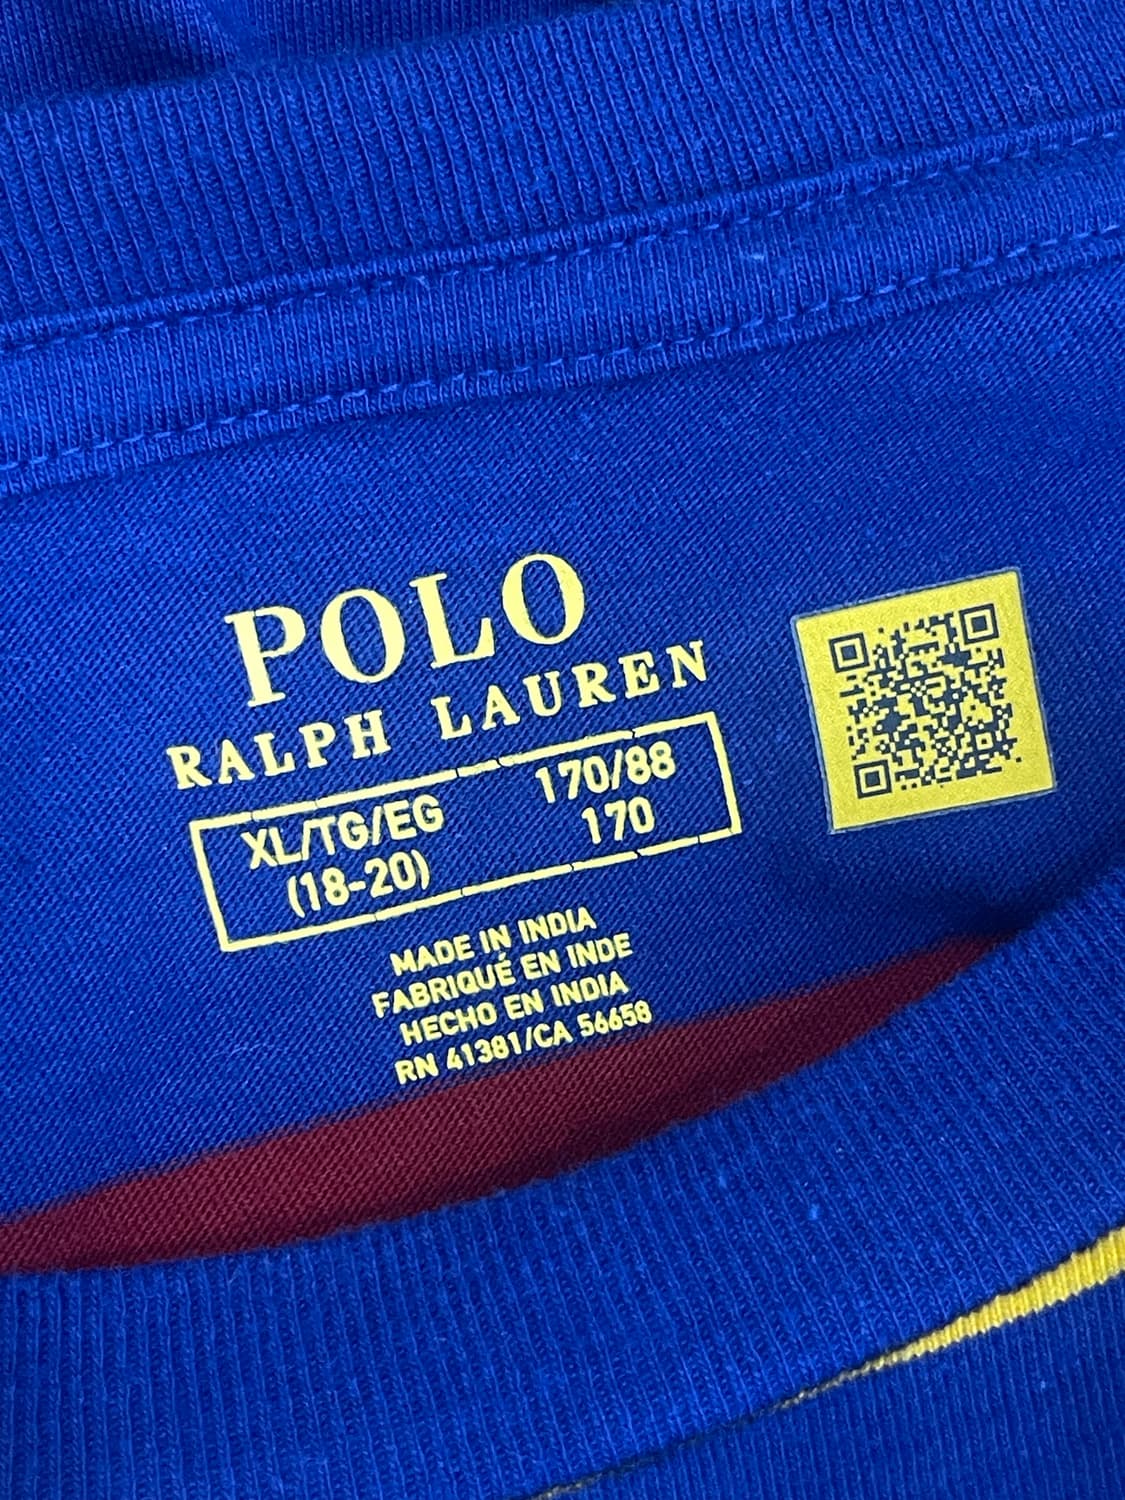 POLO
RALPH LAUREN
XL/TG/EG 170/88
(18-20) 170
MADE IN INDIA
FABRIQUÉ EN INDE
HECHO EN INDIA
RN 41381/CA 56658